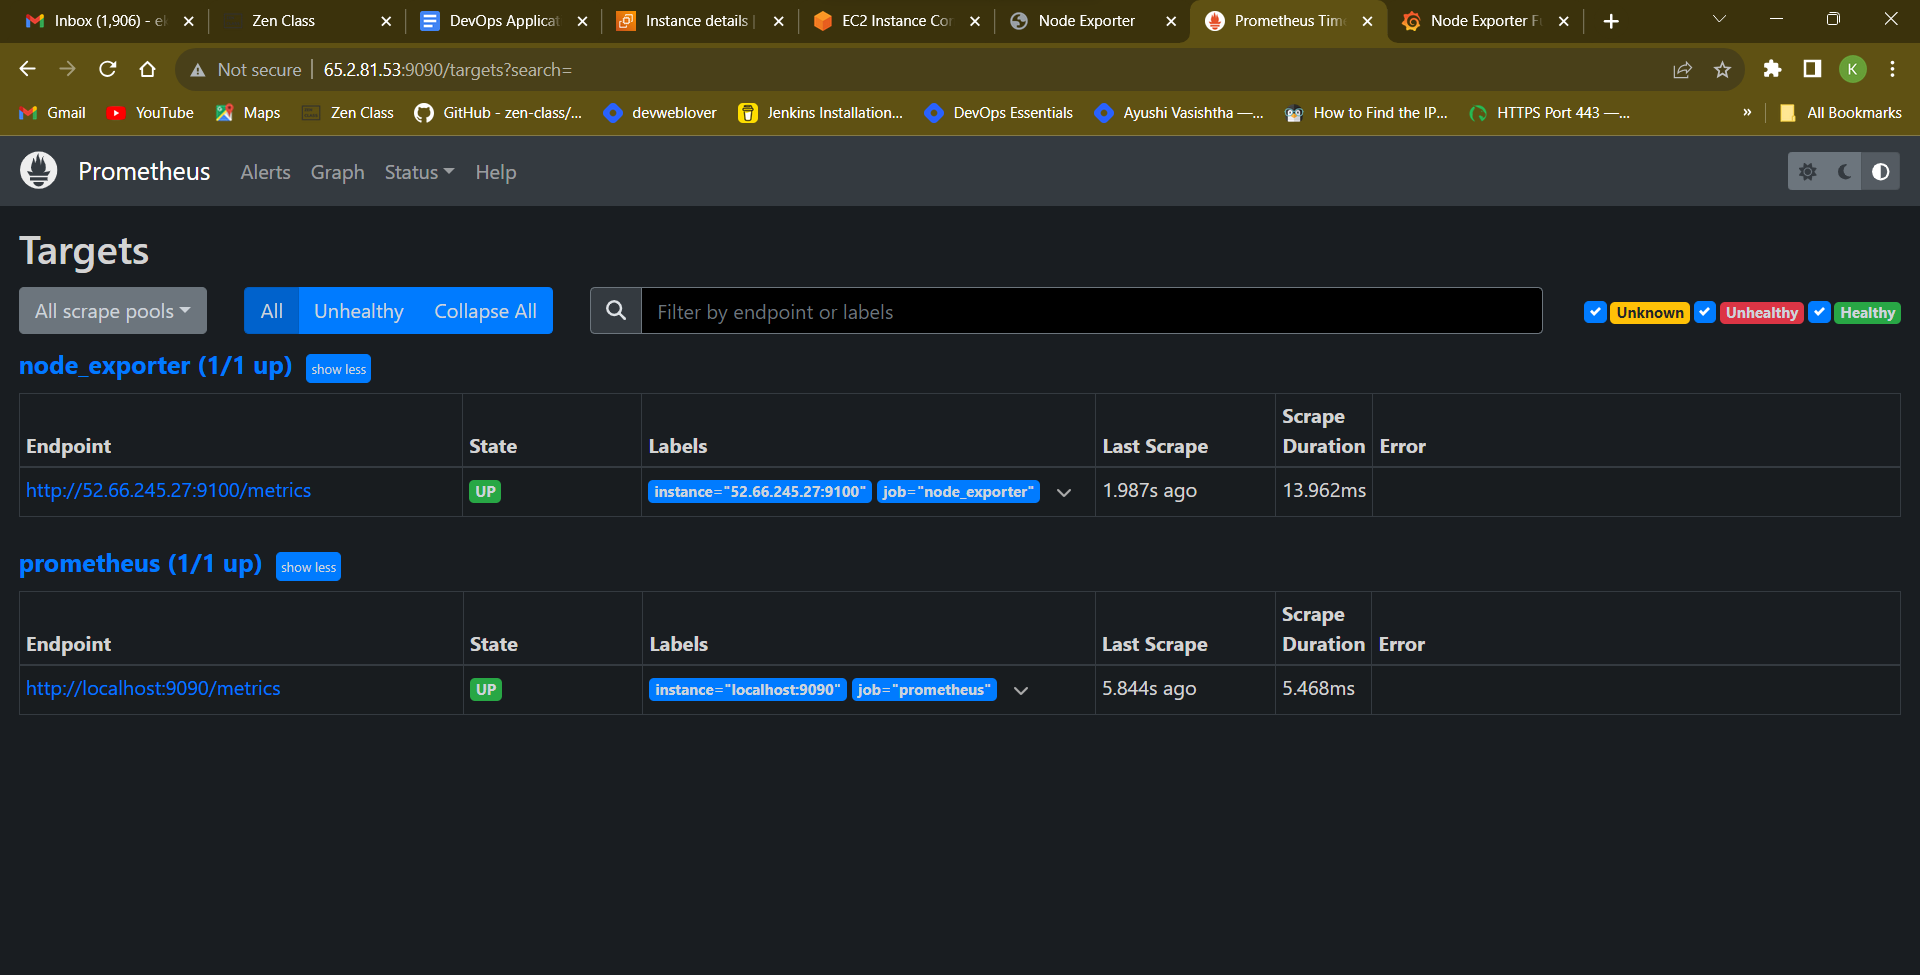 Inbox (1,906) - el
Zen Class
DevOps Applicat
Instance details |
EC2 Instance Con
Node Exporter
Prometheus Time
Node Exporter Fu
Not secure
65.2.81.53:9090/targets?search=
K
Gmail
YouTube
Maps
Zen Class
GitHub - zen-class/...
devweblover
Jenkins Installation...
DevOps Essentials
Ayushi Vasishtha —...
How to Find the IP...
HTTPS Port 443 —...
»
All Bookmarks
Prometheus
Alerts
Graph
Status
Help
Targets
All scrape pools
All
Unhealthy
Collapse All
Filter by endpoint or labels
Unknown
Unhealthy
Healthy
node_exporter (1/1 up)
show less
Endpoint
State
Labels
Last Scrape
Scrape
Duration
Error
http://52.66.245.27:9100/metrics
UP
instance="52.66.245.27:9100"
job="node_exporter"
1.987s ago
13.962ms
prometheus (1/1 up)
show less
Endpoint
State
Labels
Last Scrape
Scrape
Duration
Error
http://localhost:9090/metrics
UP
instance="localhost:9090"
job="prometheus"
5.844s ago
5.468ms